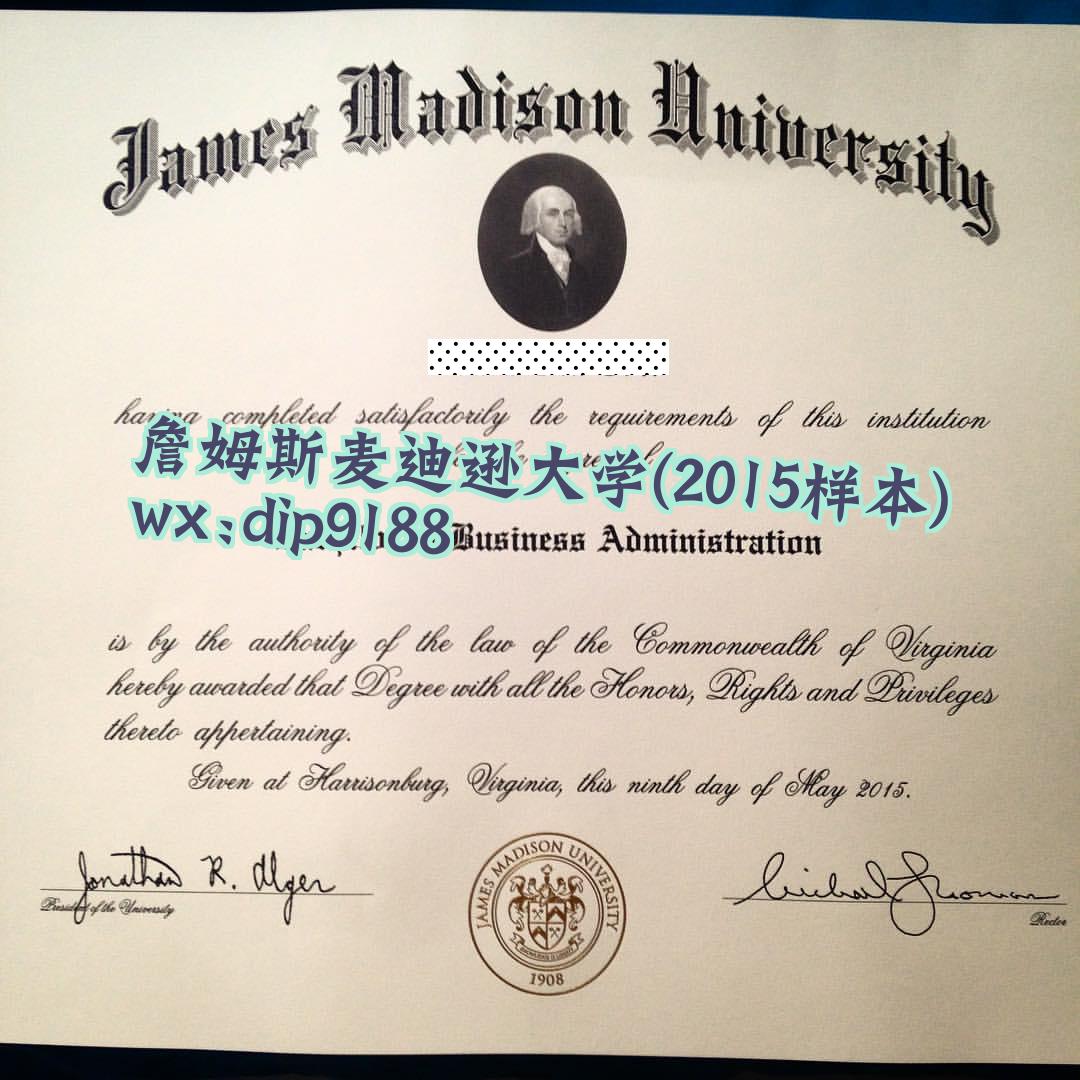 James Madison University
having completed satisfactorily the requirements of this institution
詹姆斯麦迪逊大学(2015样本)
wx:dip9188
Business Administration
is by the authority of the law of the Commonwealth of Virginia
hereby awarded that Degree with all the Honors, Rights and Privileges
thereto appertaining.
Given at Harrisonburg, Virginia, this ninth day of May 2015.
Jonathan R. Alger
President of the University
Rector
JAMES MADISON UNIVERSITY
1908